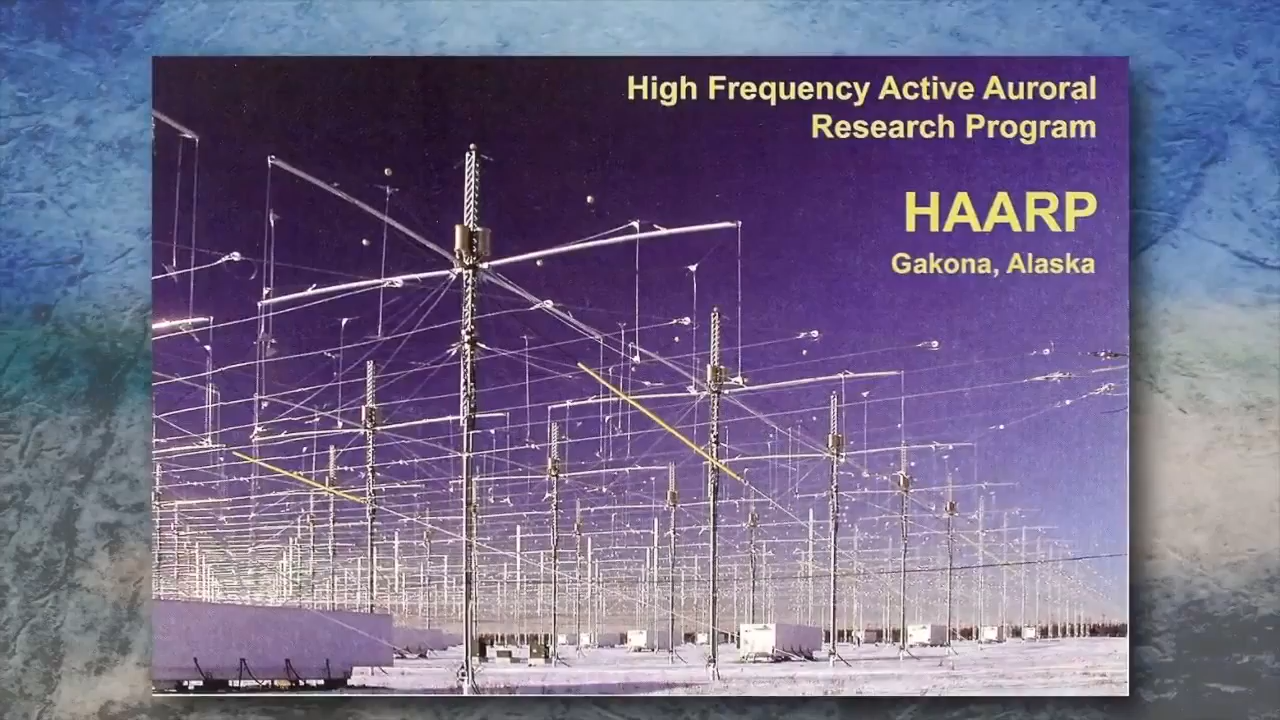 High Frequency Active Auroral
Research Program
HAARP
Gakona, Alaska